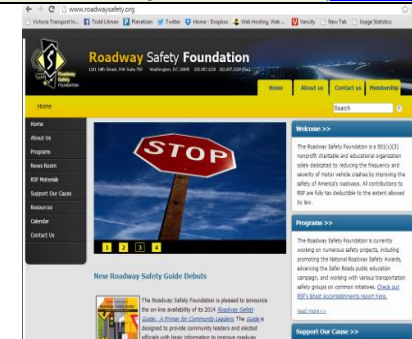 www.roadwaysafety.org
Victoria Transport In...
Todd Litman
Planetizen
Twitter
Home - Dropbox
Web Hosting, Web ...
Vancity
New Tab
Usage Statistics
Roadway Safety Foundation
Home
About us
Contact us
Membership
Home
Search
Home
About Us
Programs
News Room
RSF Materials
Support Our Cause
Resources
Calendar
Contact Us
STOP
1 2 3 4
Welcome >>
The Roadway Safety Foundation is a 501(c)(3)
nonprofit charitable and educational organization
solely dedicated to reducing the frequency and
severity of motor vehicle crashes by improving the
safety of America's roadways. All contributions to
RSF are fully tax deductible to the extent allowed
by law.
Programs >>
The Roadway Safety Foundation is currently
working on numerous safety projects, including
promoting the National Roadway Safety Awards,
advancing the Safer Roads public education
campaign, and working with various transportation
safety groups on common initiatives. Check out
RSF's latest accomplishments report here.
read more>>
Support Our Cause >>
New Roadway Safety Guide Debuts
The Roadway Safety Foundation is pleased to announce
the on-line availability of its 2014 Roadway Safety
Guide: A Primer for Community Leaders. The Guide is
designed to provide community leaders and elected
officials with basic information to improve roadway